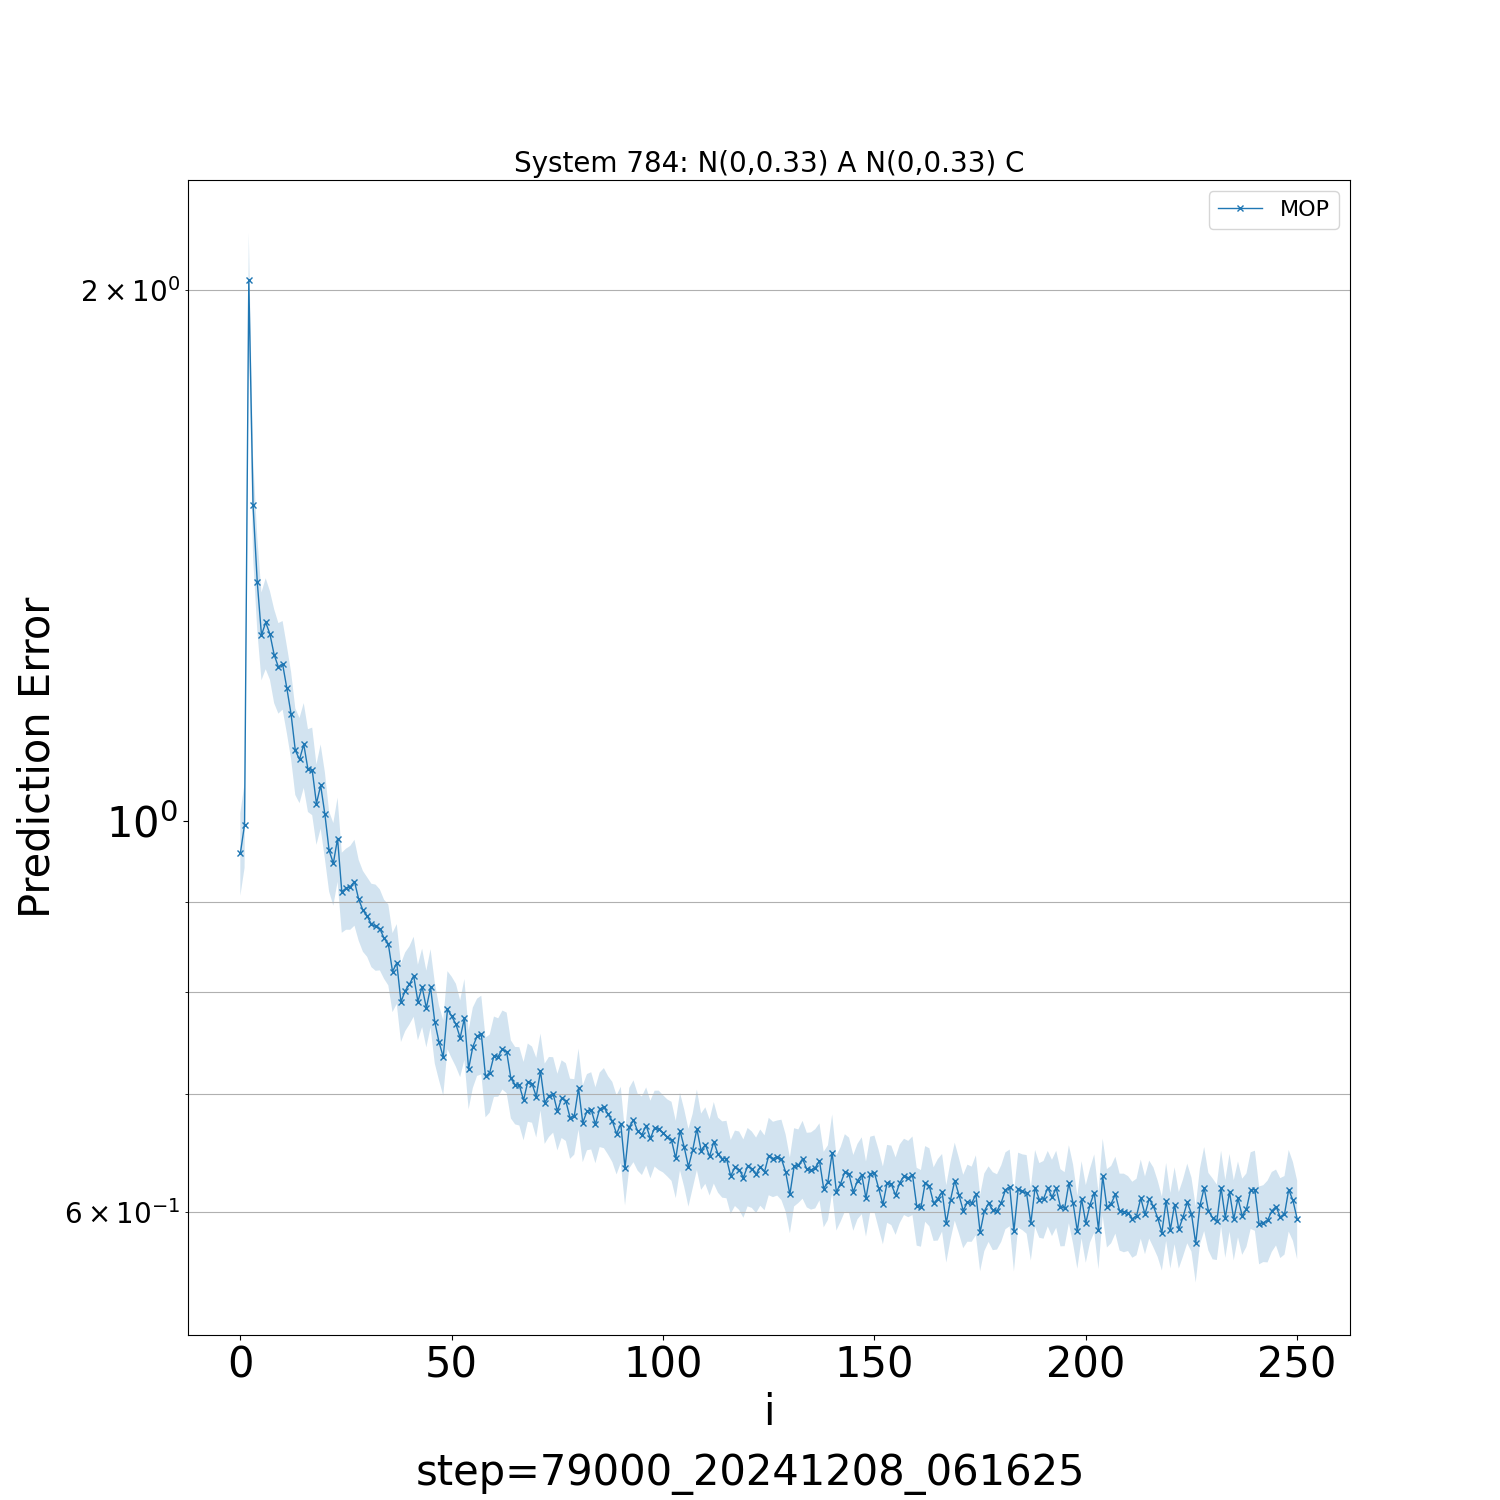 System 784: N(0,0.33) A N(0,0.33) C
MOP
2 × 10⁰
10⁰
6 × 10⁻¹
Prediction Error
0 50 100 150 200 250
i
step=79000_20241208_061625